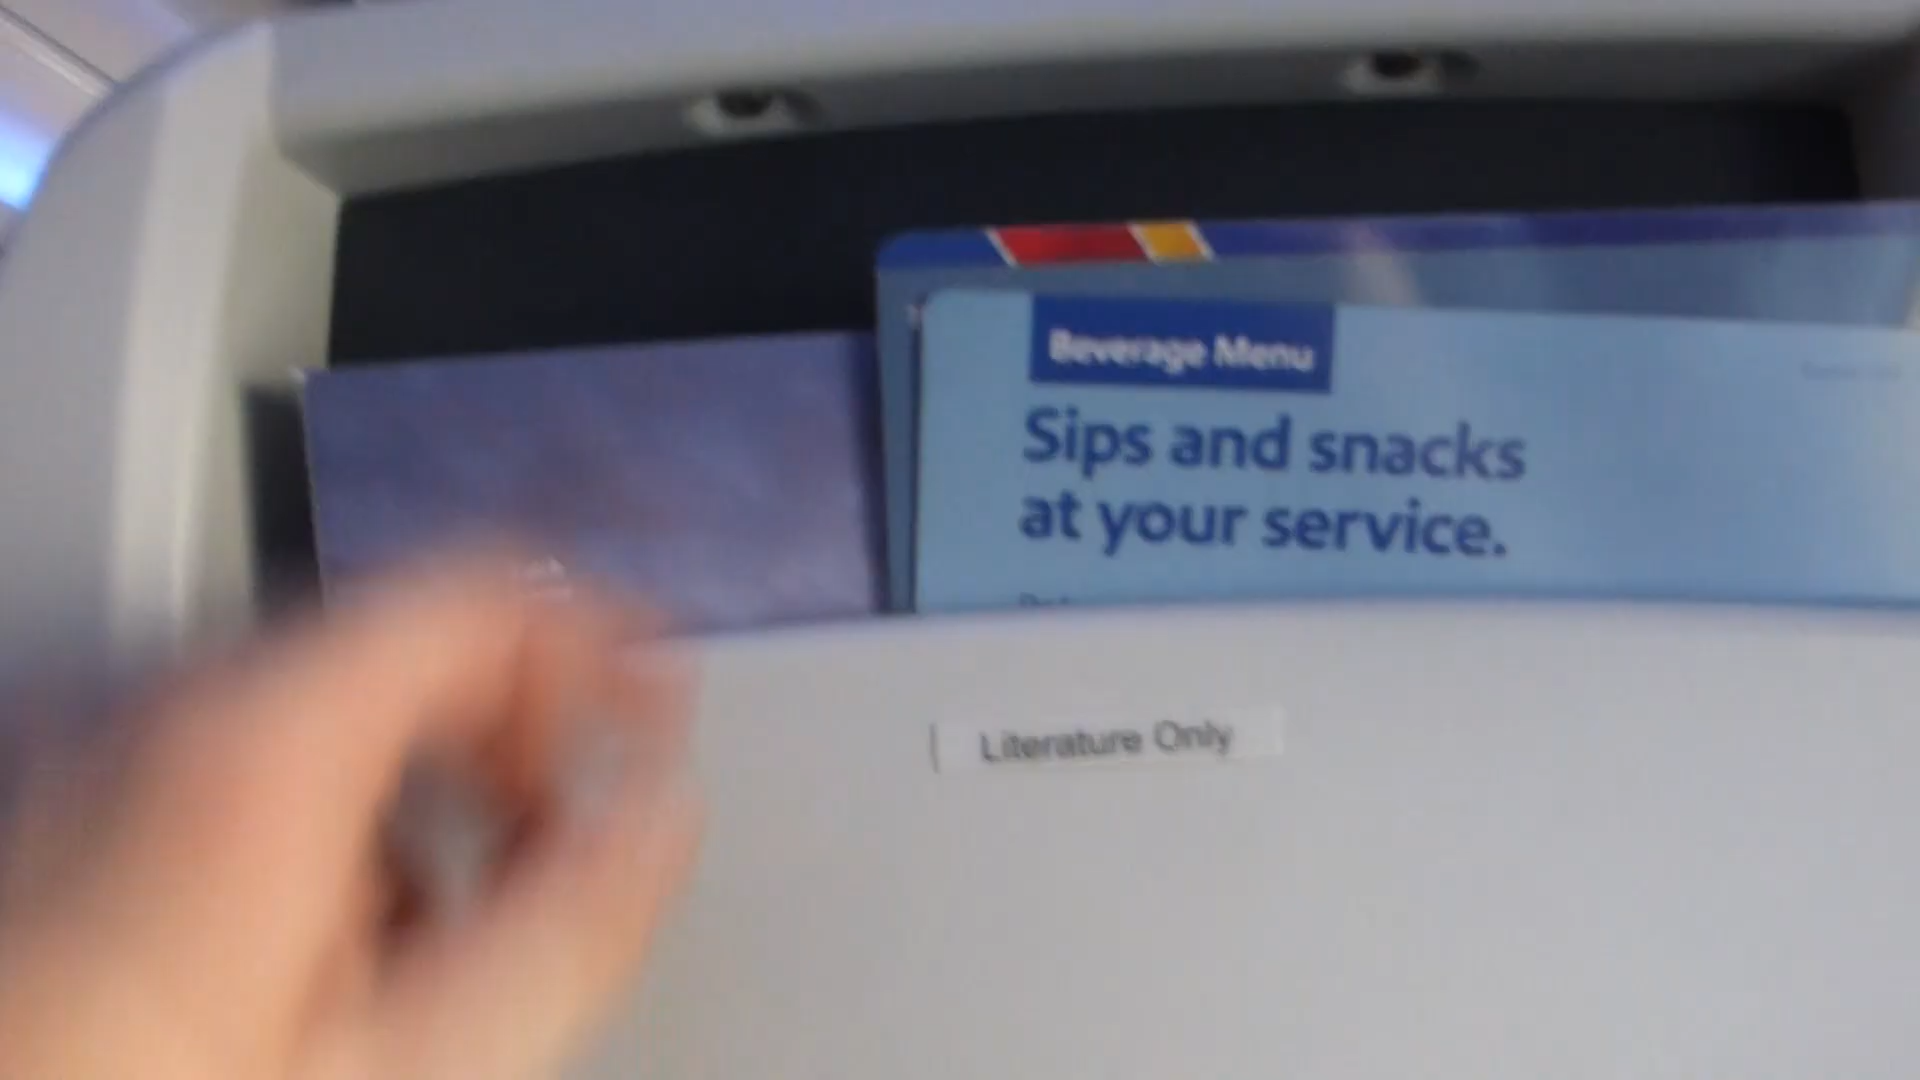 Beverage Menu
Sips and snacks
at your service.
Literature Only